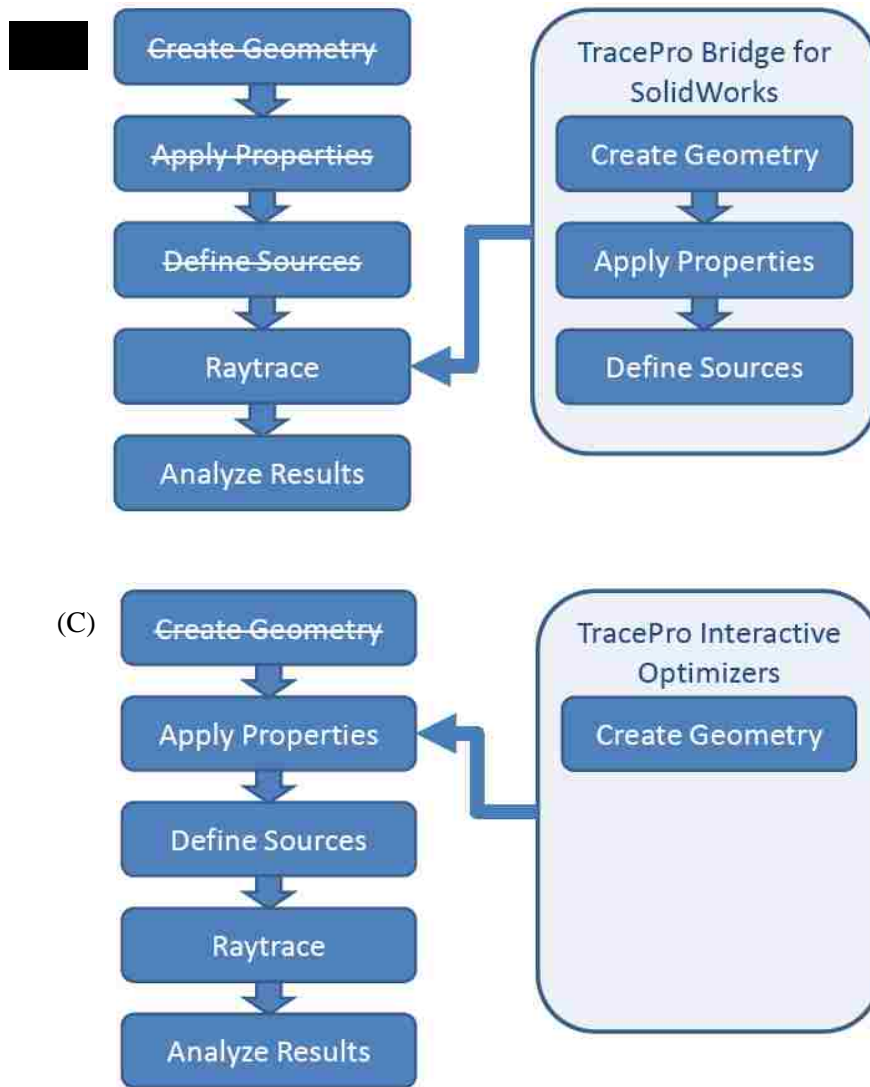 Create Geometry
Apply Properties
Define Sources
Raytrace
Analyze Results
TracePro Bridge for
SolidWorks
Create Geometry
Apply Properties
Define Sources
(C)
Create Geometry
Apply Properties
Define Sources
Raytrace
Analyze Results
TracePro Interactive
Optimizers
Create Geometry